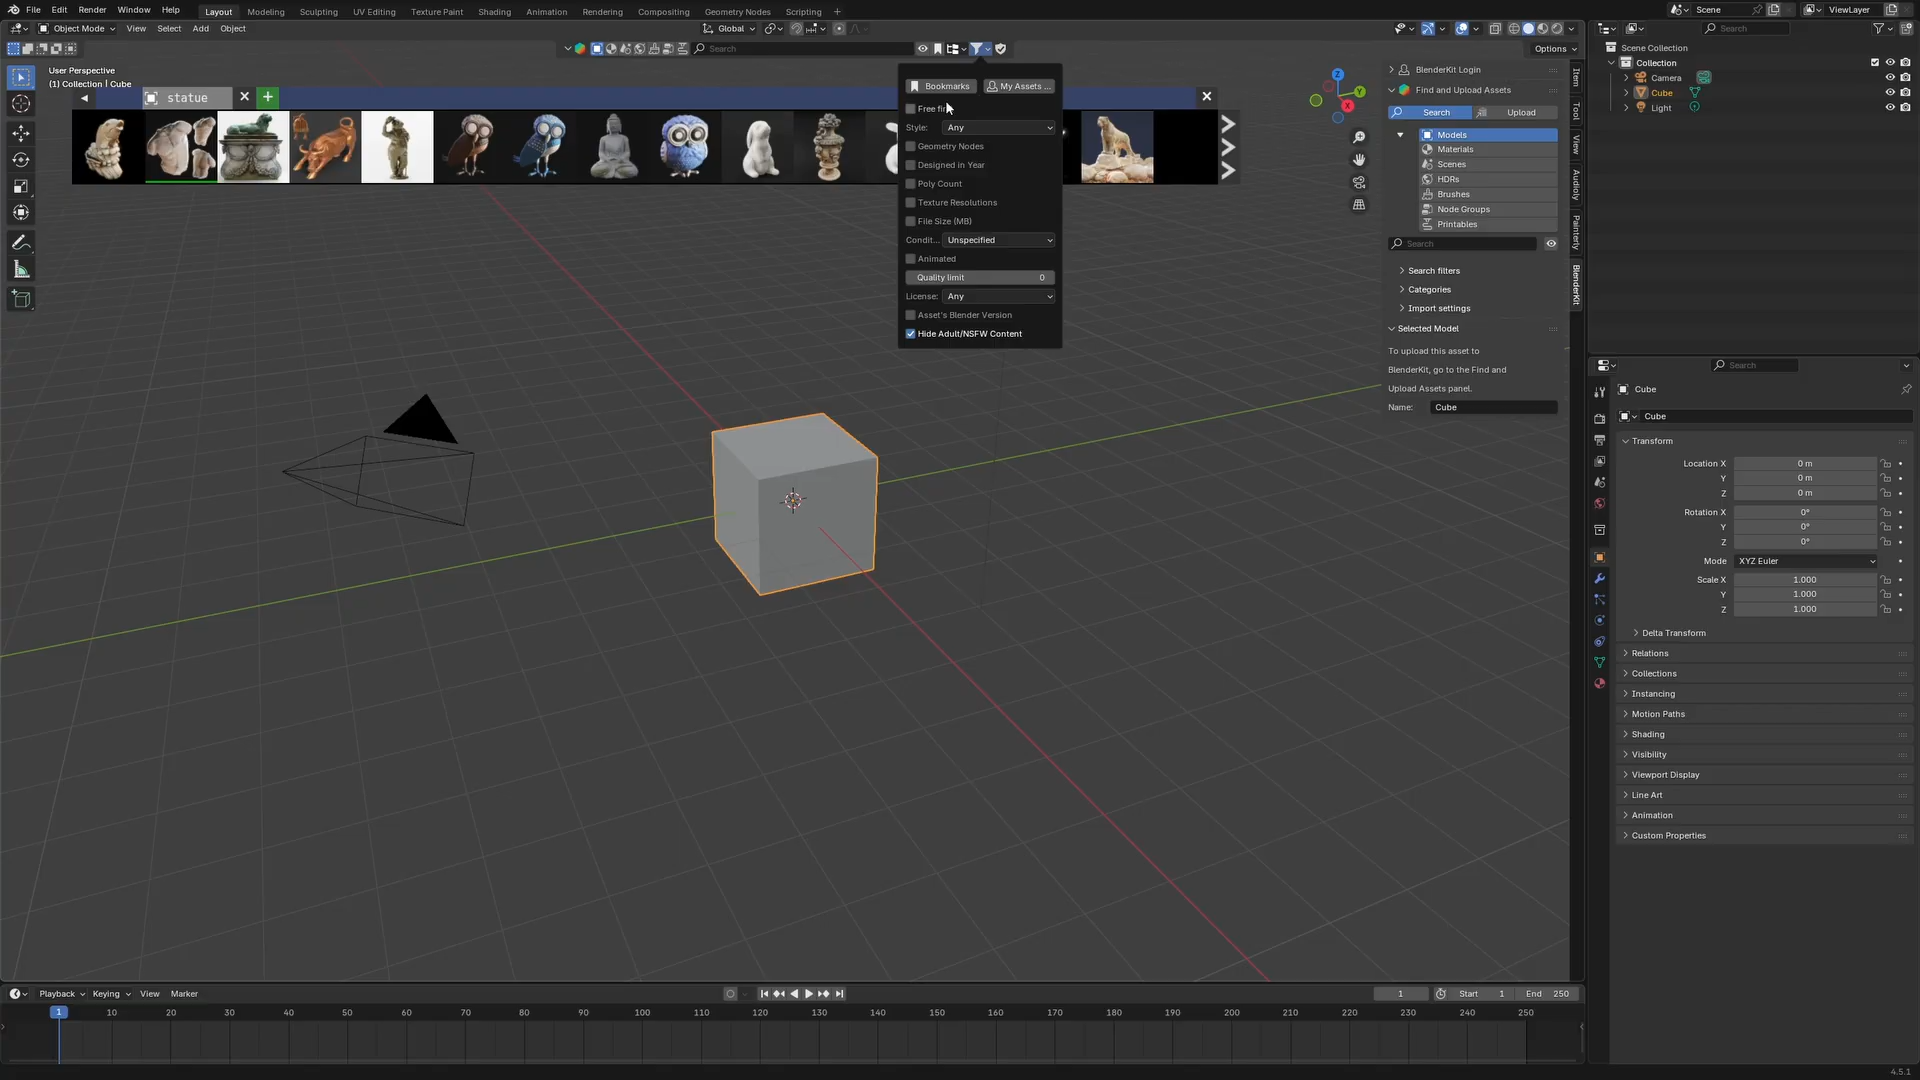 File Edit Render Window Help Layout Modeling Sculpting UV Editing Texture Paint Shading Animation Rendering Compositing Geometry Nodes Scripting + Scene ViewLayer
Object Mode View Select Add Object Global Search
Search Options
Scene Collection
Collection
Camera
Cube
Light
User Perspective
(1) Collection | Cube
statue
Bookmarks My Assets ...
Style: Any
Geometry Nodes
Designed in Year
Poly Count
Texture Resolutions
File Size (MB)
Condit... Unspecified
Animated
Quality limit 0
License: Any
Asset's Blender Version
Hide Adult/NSFW Content
Z
Y
X
BlenderKit Login
Find and Upload Assets
Search Upload
Models
Materials
Scenes
HDRs
Brushes
Node Groups
Printables
Search
Search filters
Categories
Import settings
Selected Model
To upload this asset to
BlenderKit, go to the Find and
Upload Assets panel.
Name: Cube
Item
Tool
View
Audioly
Painterly
BlenderKit
Search
Cube
Cube
Transform
Location X 0 m
Y 0 m
Z 0 m
Rotation X 0°
Y 0°
Z 0°
Mode XYZ Euler
Scale X 1.000
Y 1.000
Z 1.000
Delta Transform
Relations
Collections
Instancing
Motion Paths
Shading
Visibility
Viewport Display
Line Art
Animation
Custom Properties
Playback Keying View Marker 1 Start 1 End 250
1 10 20 30 40 50 60 70 80 90 100 110 120 130 140 150 160 170 180 190 200 210 220 230 240 250
4.5.1